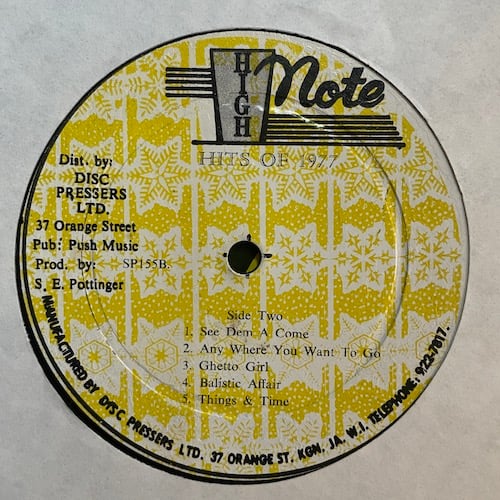 HIGH Note
HITS OF 1977
Dist. by:
DISC
PRESSERS
LTD.
37 Orange Street
Pub: Push Music
Prod. by: SP155B.
S. E. Pottinger
Side Two
1. See Dem A Come
2. Any Where You Want To Go
3. Ghetto Girl
4. Balistic Affair
5. Things & Time
MANUFACTURED BY DISC PRESSERS LTD. 37 ORANGE ST. KGN. JA. W.I. TELEPHONE: 922-7817.